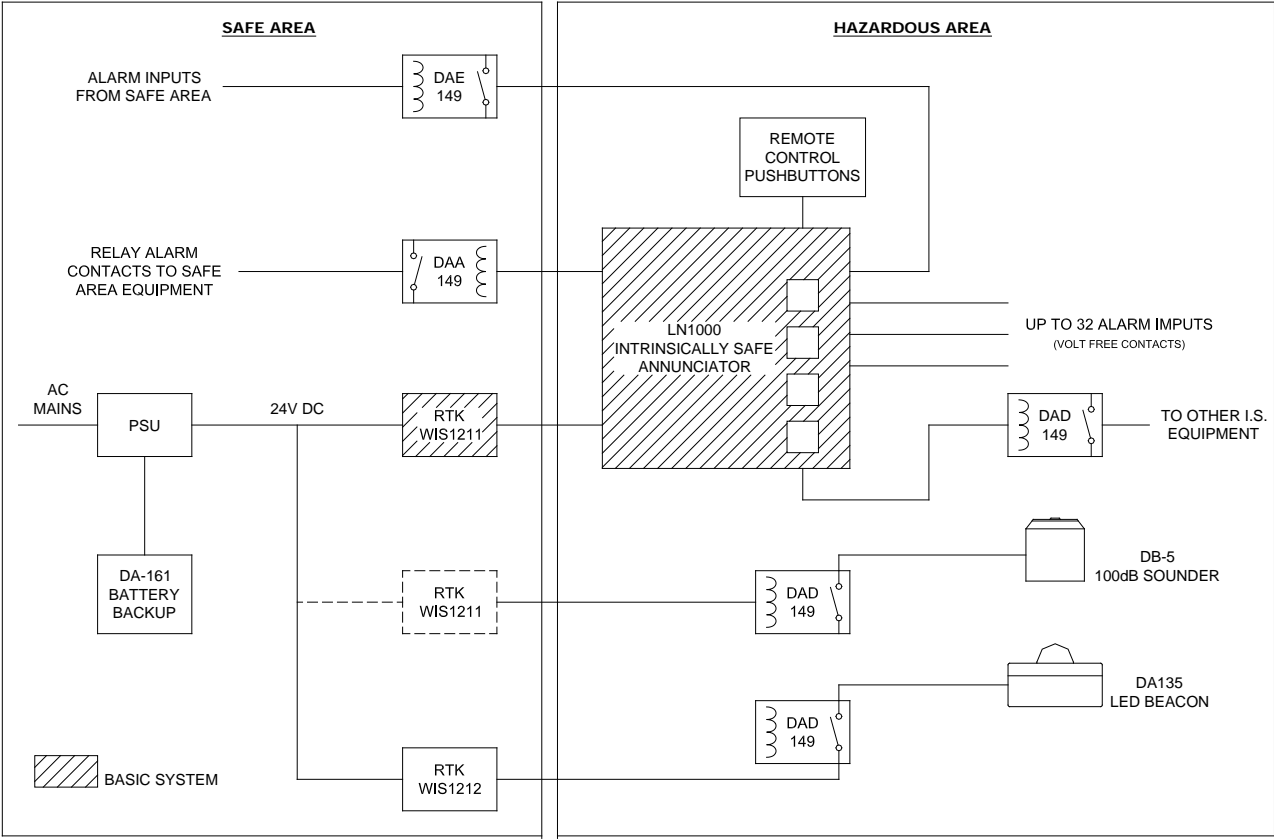 SAFE AREA
HAZARDOUS AREA
ALARM INPUTS
FROM SAFE AREA
DAE
149
REMOTE
CONTROL
PUSHBUTTONS
RELAY ALARM
CONTACTS TO SAFE
AREA EQUIPMENT
DAA
149
LN1000
INTRINSICALLY SAFE
ANNUNCIATOR
UP TO 32 ALARM IMPUTS
(VOLT FREE CONTACTS)
AC
MAINS
PSU
24V DC
RTK
WIS1211
DAD
149
TO OTHER I.S.
EQUIPMENT
DA-161
BATTERY
BACKUP
RTK
WIS1211
DAD
149
DB-5
100dB SOUNDER
DAD
149
DA135
LED BEACON
RTK
WIS1212
BASIC SYSTEM